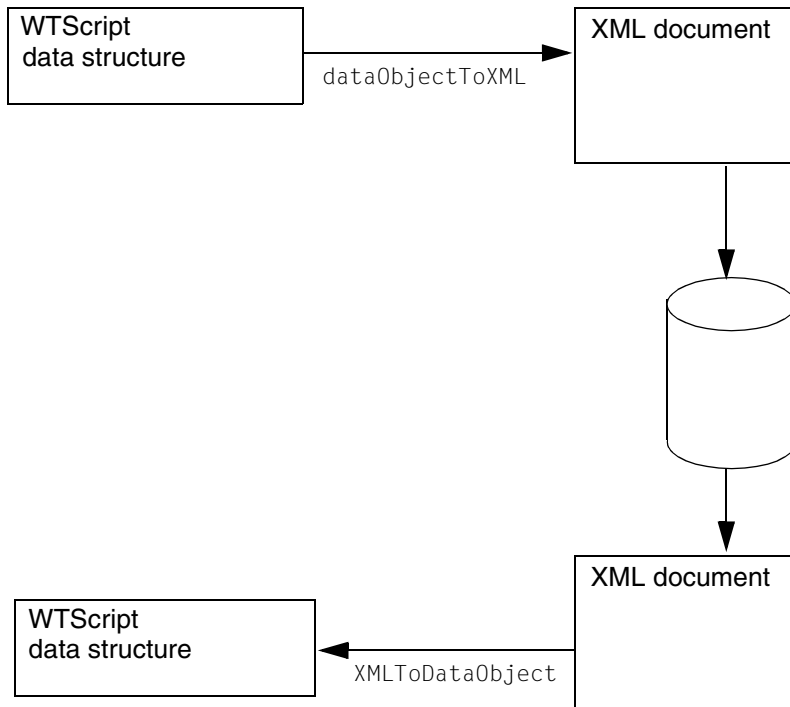 WTScript
data structure
dataObjectToXML
XML document
XML document
WTScript
data structure
XMLToDataObject